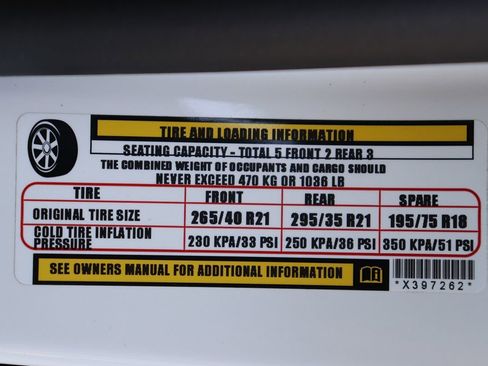 TIRE AND LOADING INFORMATION
SEATING CAPACITY - TOTAL 5 FRONT 2 REAR 3
THE COMBINED WEIGHT OF OCCUPANTS AND CARGO SHOULD
NEVER EXCEED 470 KG OR 1036 LB
TIRE FRONT REAR SPARE
ORIGINAL TIRE SIZE 265/40 R21 295/35 R21 195/75 R18
COLD TIRE INFLATION PRESSURE 230 KPA/33 PSI 250 KPA/36 PSI 350 KPA/51 PSI
SEE OWNERS MANUAL FOR ADDITIONAL INFORMATION
*X397262*